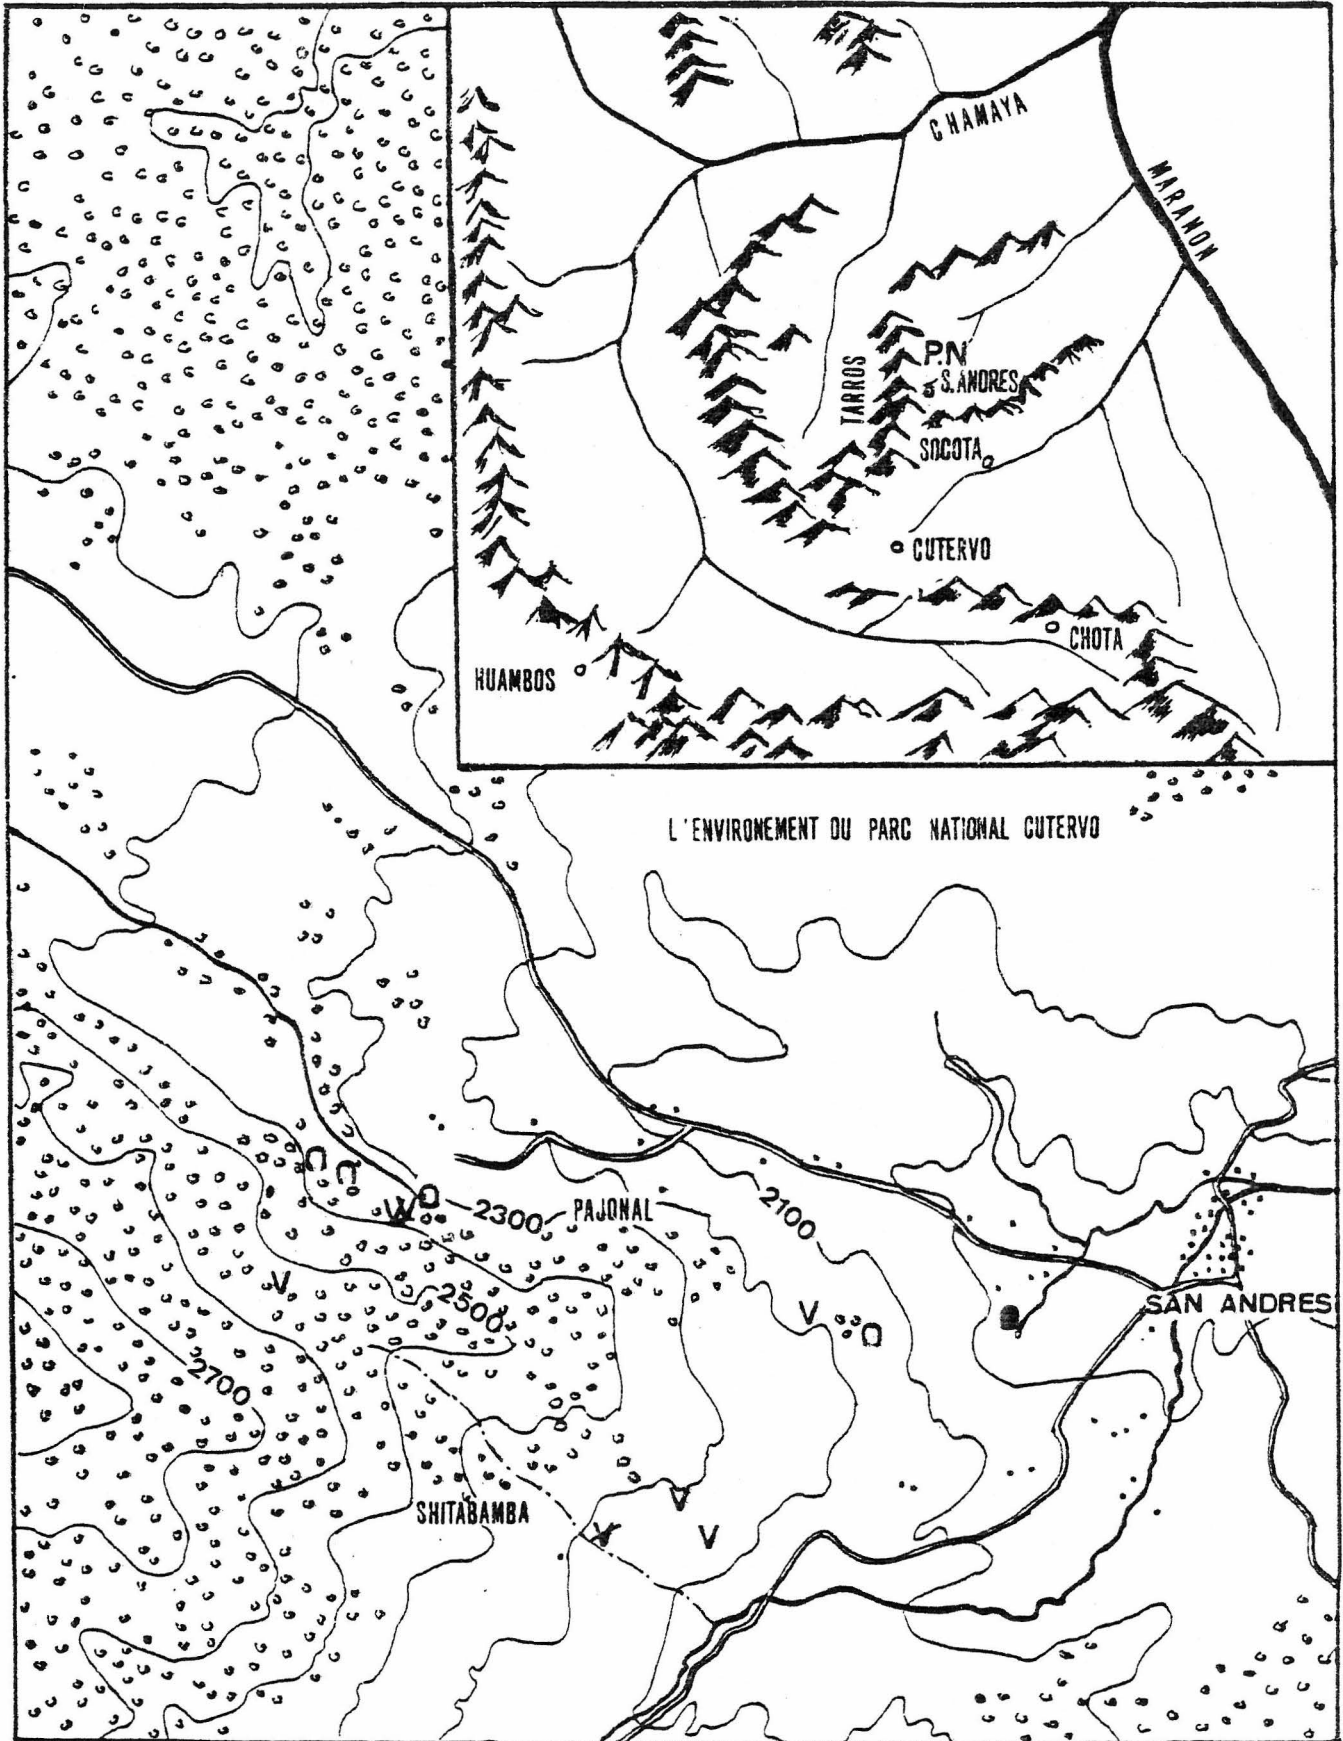 CHAMAYA
MARANON
TARROS
P.N
S.ANDRES
SOCOTA
CUTERVO
CHOTA
HUAMBOS
L'ENVIRONEMENT DU PARC NATIONAL CUTERVO
2300
PAJONAL
2100
V
2500
V
SAN ANDRES
2700
SHITABAMBA
V
V